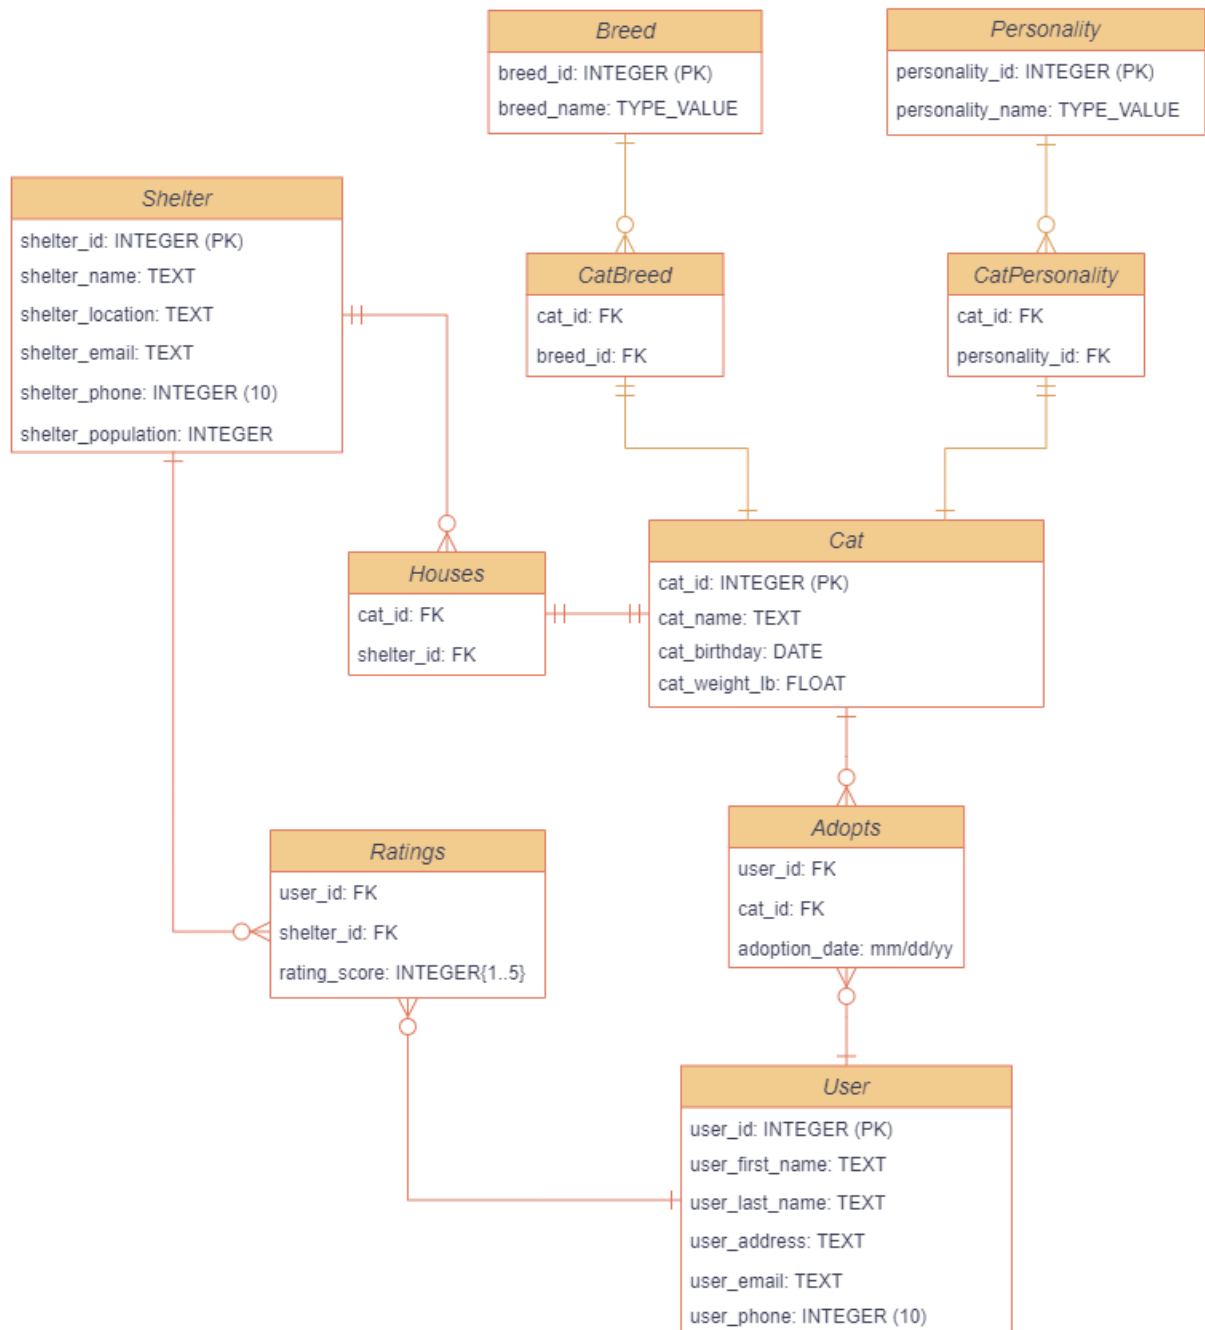 Breed
breed_id: INTEGER (PK)
breed_name: TYPE_VALUE
Personality
personality_id: INTEGER (PK)
personality_name: TYPE_VALUE
Shelter
shelter_id: INTEGER (PK)
shelter_name: TEXT
shelter_location: TEXT
shelter_email: TEXT
shelter_phone: INTEGER (10)
shelter_population: INTEGER
CatBreed
cat_id: FK
breed_id: FK
CatPersonality
cat_id: FK
personality_id: FK
Houses
cat_id: FK
shelter_id: FK
Cat
cat_id: INTEGER (PK)
cat_name: TEXT
cat_birthday: DATE
cat_weight_lb: FLOAT
Ratings
user_id: FK
shelter_id: FK
rating_score: INTEGER{1..5}
Adopts
user_id: FK
cat_id: FK
adoption_date: mm/dd/yy
User
user_id: INTEGER (PK)
user_first_name: TEXT
user_last_name: TEXT
user_address: TEXT
user_email: TEXT
user_phone: INTEGER (10)